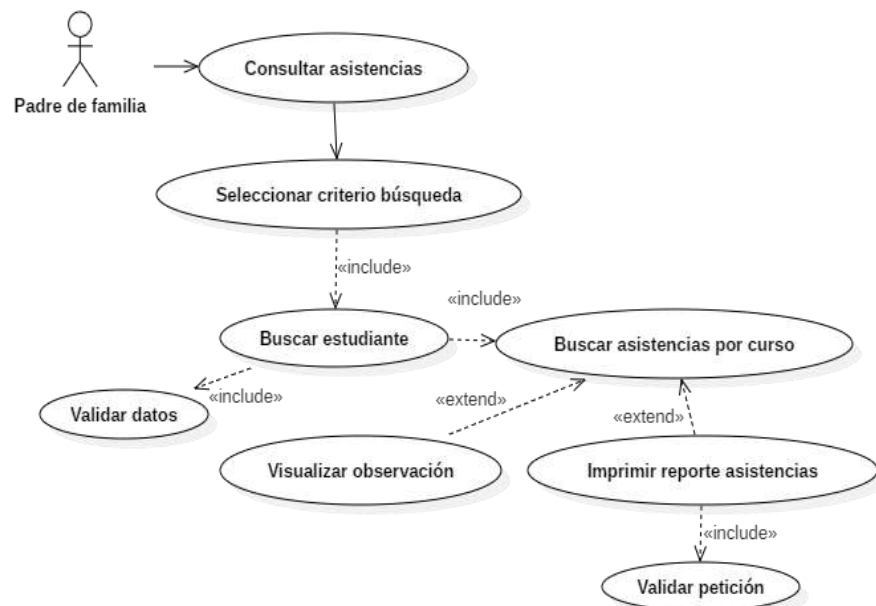 Consultar asistencias
Padre de familia
Seleccionar criterio búsqueda
«include»
«include»
Buscar estudiante
Buscar asistencias por curso
«include»
«extend»
«extend»
Validar datos
Visualizar observación
Imprimir reporte asistencias
«include»
Validar petición